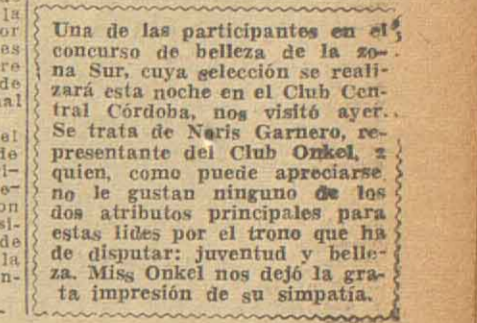 Una de las participantes en el
concurso de belleza de la zo-
na Sur, cuya selección se reali-
zará esta noche en el Club Cen-
tral Córdoba, nos visitó ayer.
Se trata de Noris Garnero, re-
presentante del Club Onkel, a
quien, como puede apreciarse
no le gustan ninguno de los
dos atributos principales para
estas lides por el trono que ha
de disputar: juventud y belle-
za. Miss Onkel nos dejó la gra-
ta impresión de su simpatía.